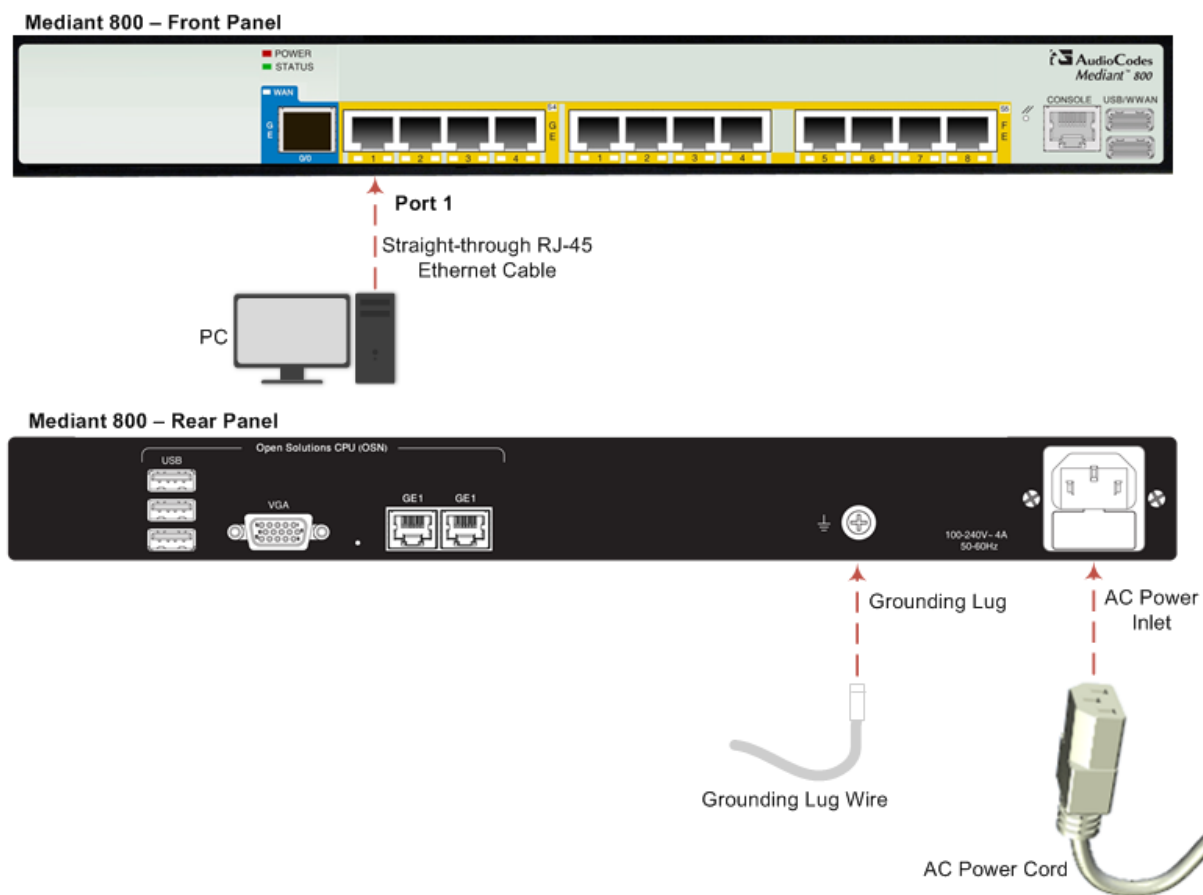 Mediant 800 – Front Panel
POWER
STATUS
WAN
GE
0/0
1 2 3 4
S4
GE
1 2 3 4
5 6 7 8
S5
FE
AudioCodes
Mediant™ 800
CONSOLE USB/WWAN
Port 1
Straight-through RJ-45
Ethernet Cable
PC
Mediant 800 – Rear Panel
Open Solutions CPU (OSN)
USB
VGA
GE1 GE1
100-240V~4A
50-60Hz
Grounding Lug
AC Power
Inlet
Grounding Lug Wire
AC Power Cord